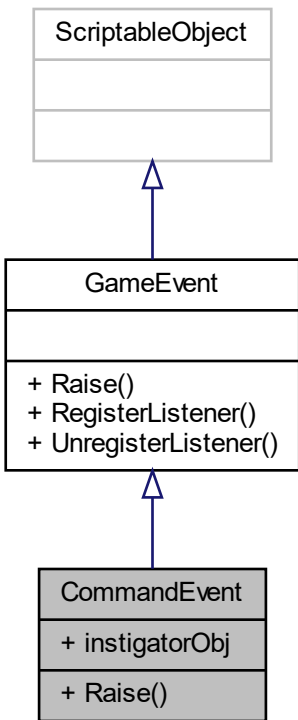 ScriptableObject
GameEvent
+ Raise()
+ RegisterListener()
+ UnregisterListener()
CommandEvent
+ instigatorObj
+ Raise()